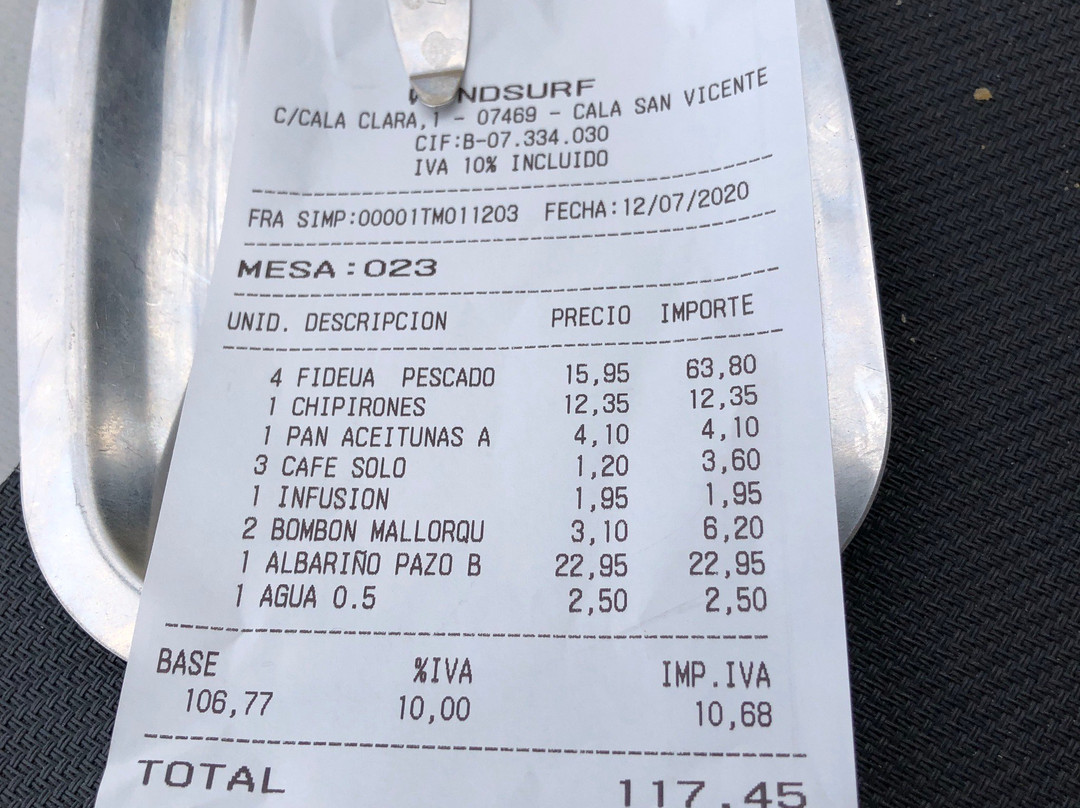 NDSURF
C/CALA CLARA,1 - 07469 - CALA SAN VICENTE
CIF:B-07.334.030
IVA 10% INCLUIDO
FRA SIMP:00001TM011203 FECHA:12/07/2020
MESA:023
UNID. DESCRIPCION PRECIO IMPORTE
4 FIDEUA PESCADO 15,95 63,80
1 CHIPIRONES 12,35 12,35
1 PAN ACEITUNAS A 4,10 4,10
3 CAFE SOLO 1,20 3,60
1 INFUSION 1,95 1,95
2 BOMBON MALLORQU 3,10 6,20
1 ALBARIÑO PAZO B 22,95 22,95
1 AGUA 0.5 2,50 2,50
BASE %IVA IMP.IVA
106,77 10,00 10,68
TOTAL 117.45